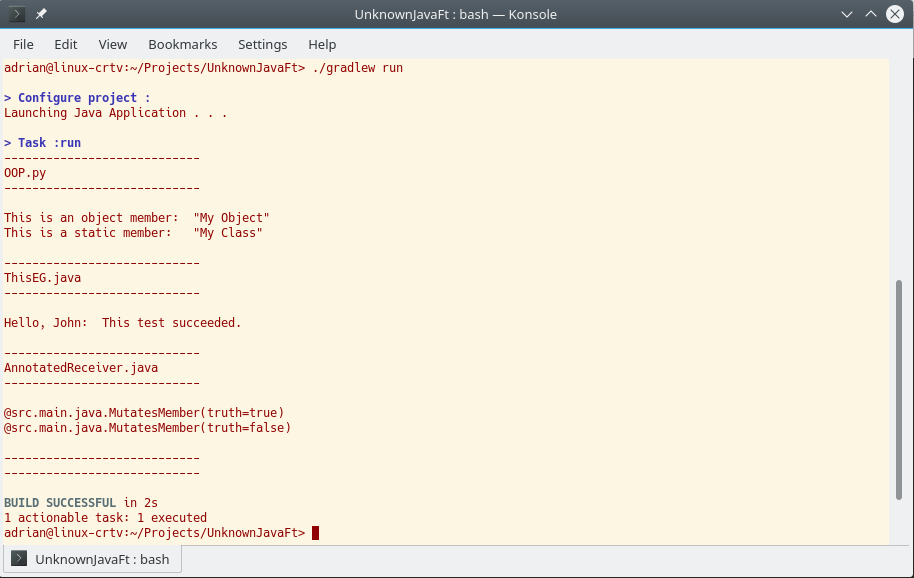 UnknownJavaFt : bash — Konsole
File Edit View Bookmarks Settings Help
adrian@linux-crtv:~/Projects/UnknownJavaFt> ./gradlew run
> Configure project :
Launching Java Application . . .
> Task :run
----------------------------
OOP.py
----------------------------
This is an object member:  "My Object"
This is a static member:   "My Class"
----------------------------
ThisEG.java
----------------------------
Hello, John:  This test succeeded.
----------------------------
AnnotatedReceiver.java
----------------------------
@src.main.java.MutatesMember(truth=true)
@src.main.java.MutatesMember(truth=false)
----------------------------
----------------------------
BUILD SUCCESSFUL in 2s
1 actionable task: 1 executed
adrian@linux-crtv:~/Projects/UnknownJavaFt>
UnknownJavaFt : bash